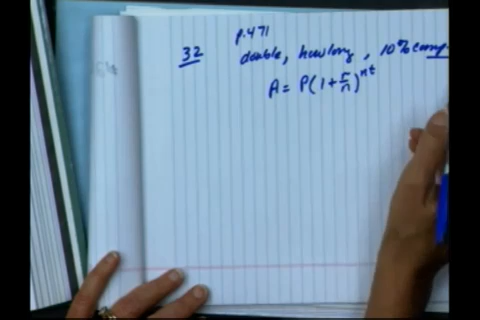 p.471
32 double, how long, 10% comp.
A = P(1 + r/n)^nt